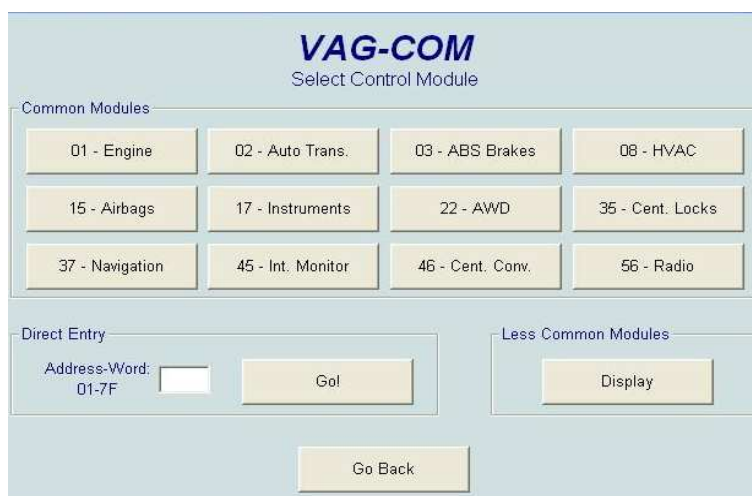 VAG-COM
Select Control Module
Common Modules
01 - Engine
02 - Auto Trans.
03 - ABS Brakes
08 - HVAC
15 - Airbags
17 - Instruments
22 - AWD
35 - Cent. Locks
37 - Navigation
45 - Int. Monitor
46 - Cent. Conv.
56 - Radio
Direct Entry
Address-Word:
01-7F
Go!
Less Common Modules
Display
Go Back